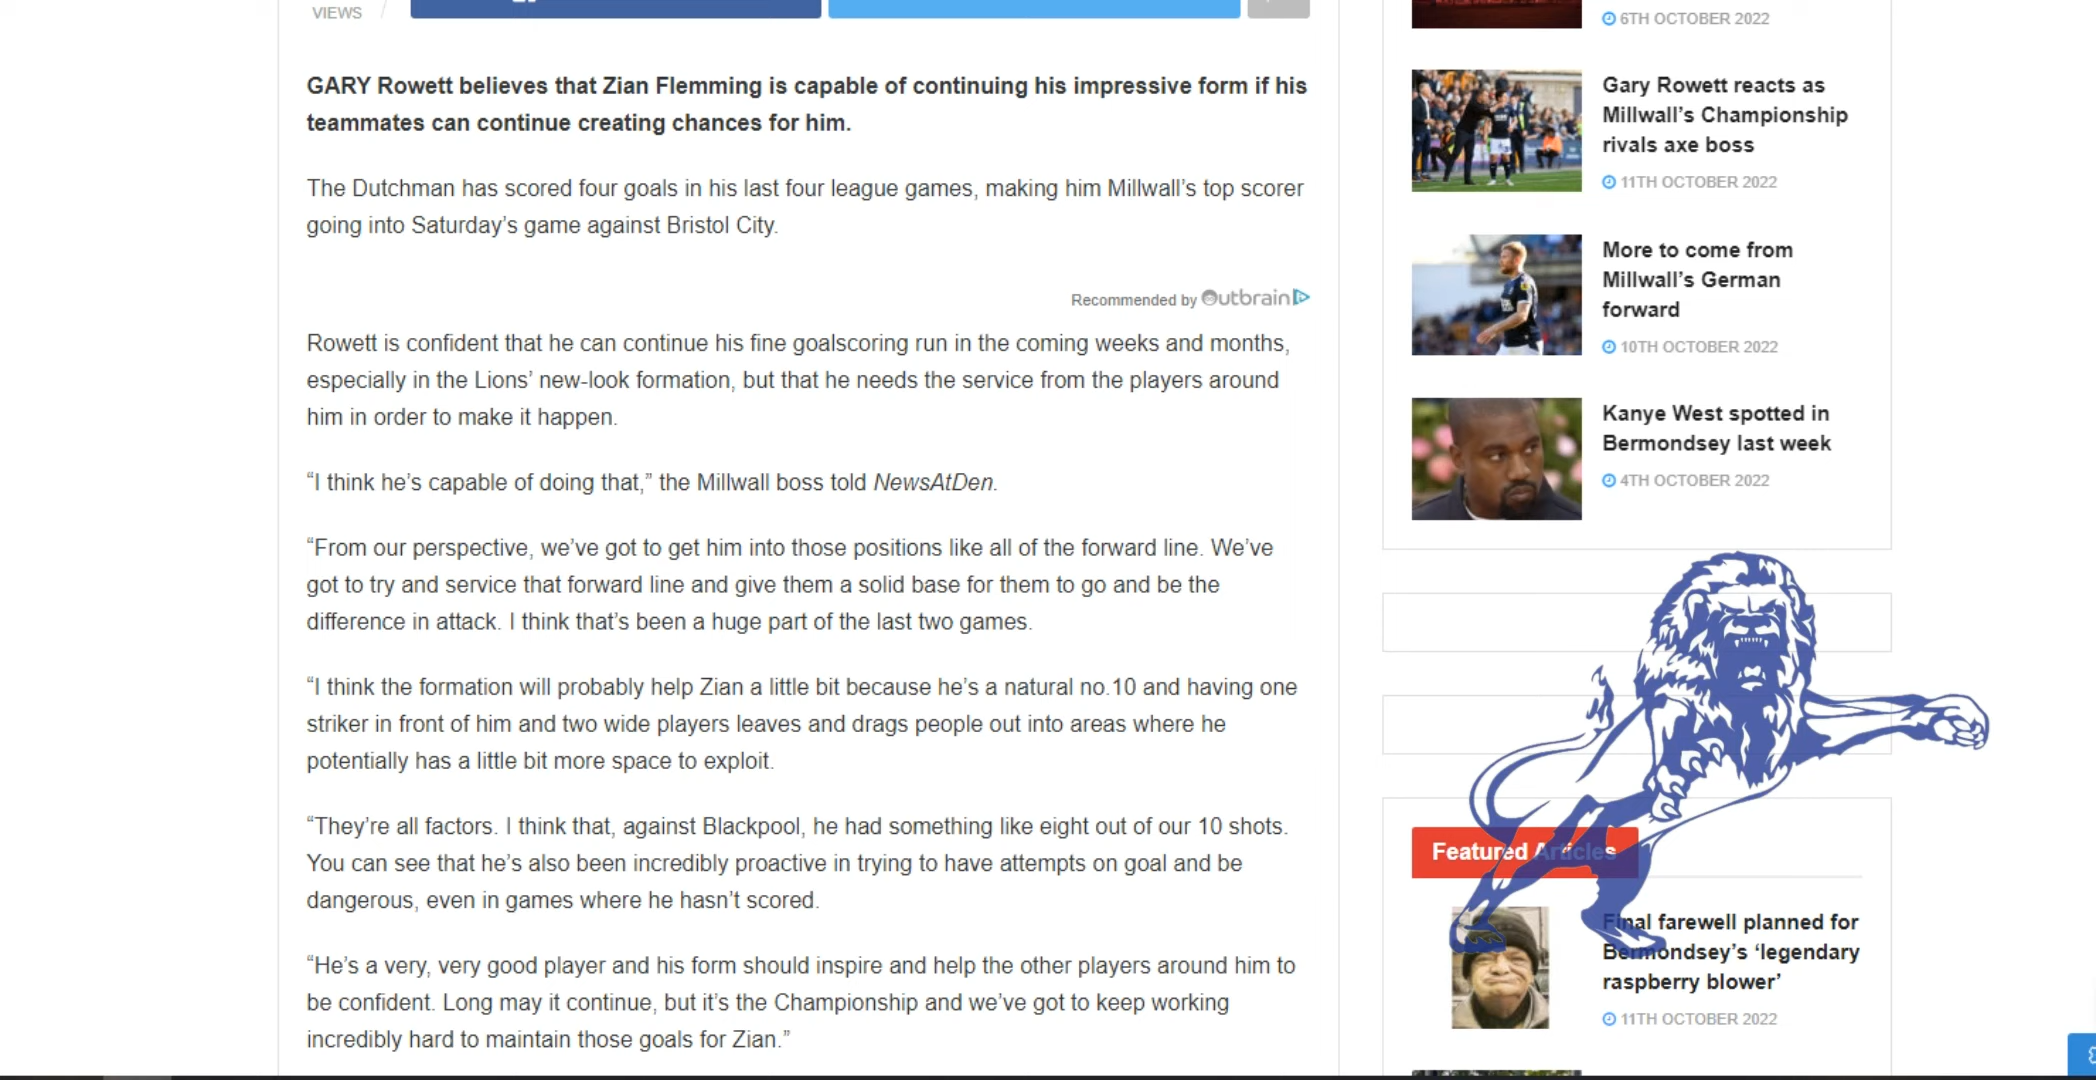 VIEWS
GARY Rowett believes that Zian Flemming is capable of continuing his impressive form if his
teammates can continue creating chances for him.
The Dutchman has scored four goals in his last four league games, making him Millwall’s top scorer
going into Saturday’s game against Bristol City.
Recommended by Outbrain
Rowett is confident that he can continue his fine goalscoring run in the coming weeks and months,
especially in the Lions’ new-look formation, but that he needs the service from the players around
him in order to make it happen.
“I think he’s capable of doing that,” the Millwall boss told NewsAtDen.
“From our perspective, we’ve got to get him into those positions like all of the forward line. We’ve
got to try and service that forward line and give them a solid base for them to go and be the
difference in attack. I think that’s been a huge part of the last two games.
“I think the formation will probably help Zian a little bit because he’s a natural no.10 and having one
striker in front of him and two wide players leaves and drags people out into areas where he
potentially has a little bit more space to exploit.
“They’re all factors. I think that, against Blackpool, he had something like eight out of our 10 shots.
You can see that he’s also been incredibly proactive in trying to have attempts on goal and be
dangerous, even in games where he hasn’t scored.
“He’s a very, very good player and his form should inspire and help the other players around him to
be confident. Long may it continue, but it’s the Championship and we’ve got to keep working
incredibly hard to maintain those goals for Zian.”
6TH OCTOBER 2022
Gary Rowett reacts as
Millwall’s Championship
rivals axe boss
11TH OCTOBER 2022
More to come from
Millwall’s German
forward
10TH OCTOBER 2022
Kanye West spotted in
Bermondsey last week
4TH OCTOBER 2022
Featured Articles
Final farewell planned for
Bermondsey’s ‘legendary
raspberry blower’
11TH OCTOBER 2022